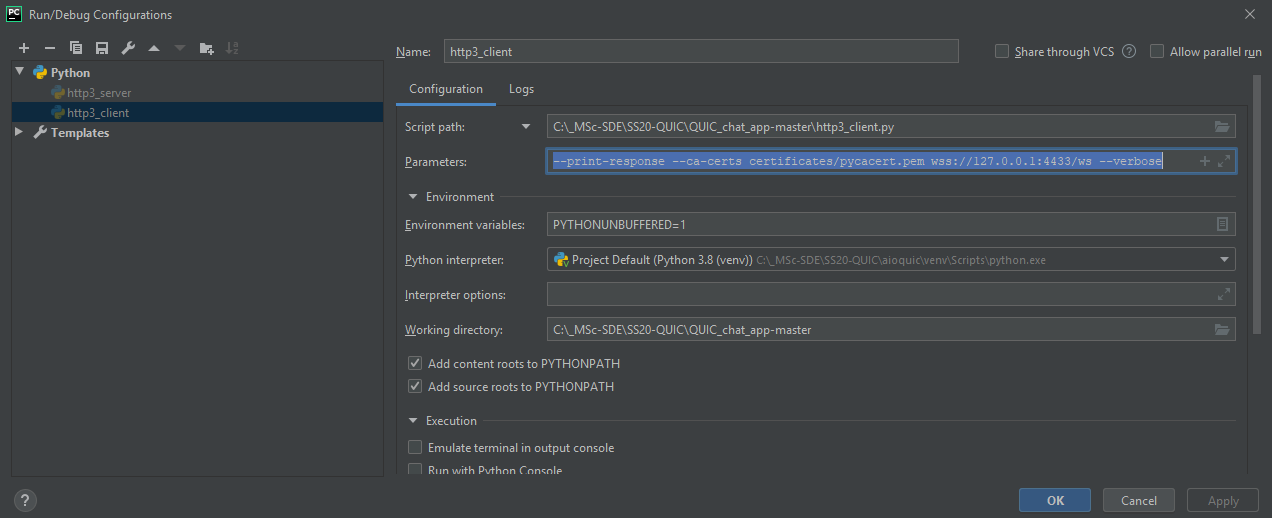 PC Run/Debug Configurations
Name: http3_client
Share through VCS ?
Allow parallel run
Python
http3_server
http3_client
Templates
Configuration Logs
Script path: C:\_MSc-SDE\SS20-QUIC\QUIC_chat_app-master\http3_client.py
Parameters: --print-response --ca-certs certificates/pycacert.pem wss://127.0.0.1:4433/ws --verbose
Environment
Environment variables: PYTHONUNBUFFERED=1
Python interpreter: Project Default (Python 3.8 (venv)) C:\_MSc-SDE\SS20-QUIC\aioquic\venv\Scripts\python.exe
Interpreter options:
Working directory: C:\_MSc-SDE\SS20-QUIC\QUIC_chat_app-master
Add content roots to PYTHONPATH
Add source roots to PYTHONPATH
Execution
Emulate terminal in output console
Run with Python Console
? OK Cancel Apply